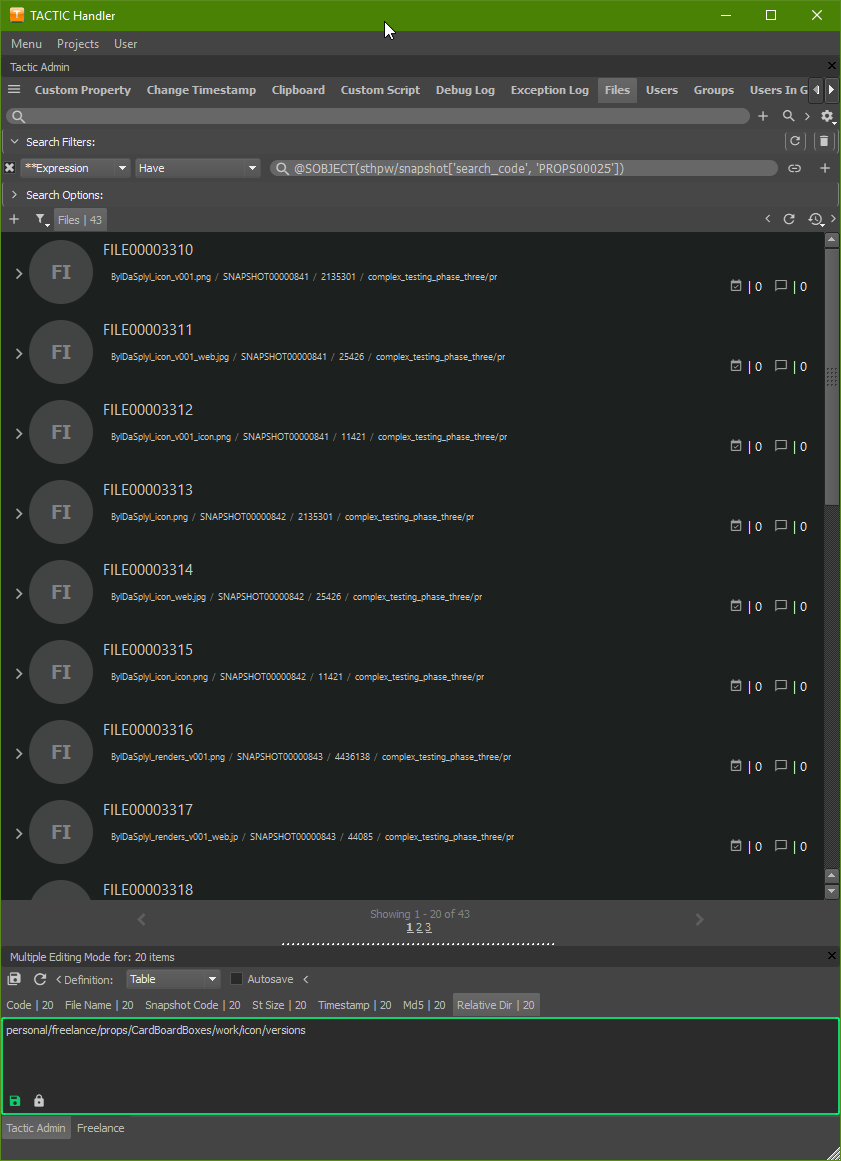 TACTIC Handler
Menu Projects User
Tactic Admin
Custom Property Change Timestamp Clipboard Custom Script Debug Log Exception Log Files Users Groups Users In G
Search Filters:
**Expression Have @SOBJECT(sthpw/snapshot['search_code', 'PROPS00025'])
Search Options:
Files | 43
FI FILE00003310
ByIDaSplyI_icon_v001.png / SNAPSHOT00000841 / 2135301 / complex_testing_phase_three/pr
| 0 | 0
FI FILE00003311
ByIDaSplyI_icon_v001_web.jpg / SNAPSHOT00000841 / 25426 / complex_testing_phase_three/pr
| 0 | 0
FI FILE00003312
ByIDaSplyI_icon_v001_icon.png / SNAPSHOT00000841 / 11421 / complex_testing_phase_three/pr
| 0 | 0
FI FILE00003313
ByIDaSplyI_icon.png / SNAPSHOT00000842 / 2135301 / complex_testing_phase_three/pr
| 0 | 0
FI FILE00003314
ByIDaSplyI_icon_web.jpg / SNAPSHOT00000842 / 25426 / complex_testing_phase_three/pr
| 0 | 0
FI FILE00003315
ByIDaSplyI_icon_icon.png / SNAPSHOT00000842 / 11421 / complex_testing_phase_three/pr
| 0 | 0
FI FILE00003316
ByIDaSplyI_renders_v001.png / SNAPSHOT00000843 / 4436138 / complex_testing_phase_three/pr
| 0 | 0
FI FILE00003317
ByIDaSplyI_renders_v001_web.jp / SNAPSHOT00000843 / 44085 / complex_testing_phase_three/pr
| 0 | 0
FILE00003318
Showing 1 - 20 of 43
1 2 3
Multiple Editing Mode for: 20 items
Definition: Table Autosave
Code | 20 File Name | 20 Snapshot Code | 20 St Size | 20 Timestamp | 20 Md5 | 20 Relative Dir | 20
personal/freelance/props/CardBoardBoxes/work/icon/versions
Tactic Admin Freelance